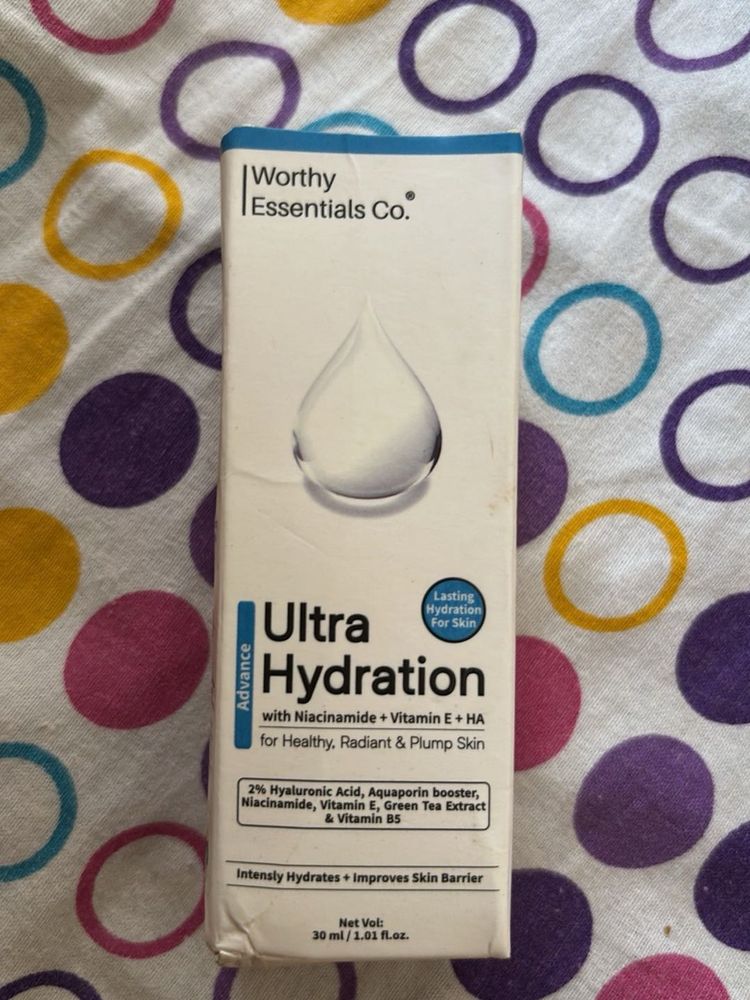 Worthy
Essentials Co.®
Lasting
Hydration
For Skin
Advance
Ultra
Hydration
with Niacinamide + Vitamin E + HA
for Healthy, Radiant & Plump Skin
2% Hyaluronic Acid, Aquaporin booster,
Niacinamide, Vitamin E, Green Tea Extract
& Vitamin B5
Intensly Hydrates + Improves Skin Barrier
Net Vol:
30 ml / 1.01 fl.oz.